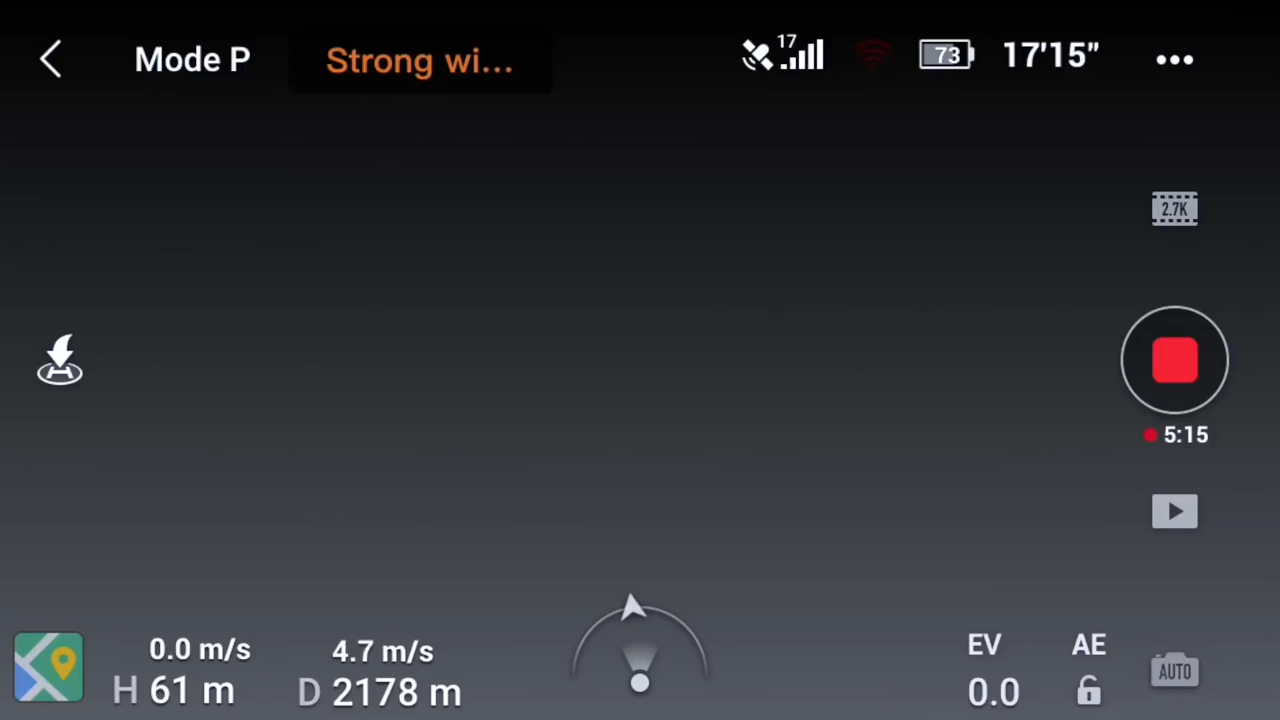 Mode P
Strong wi...
17
73
17'15"
2.7K
5:15
0.0 m/s
4.7 m/s
H 61 m
D 2178 m
EV
AE
0.0
AUTO